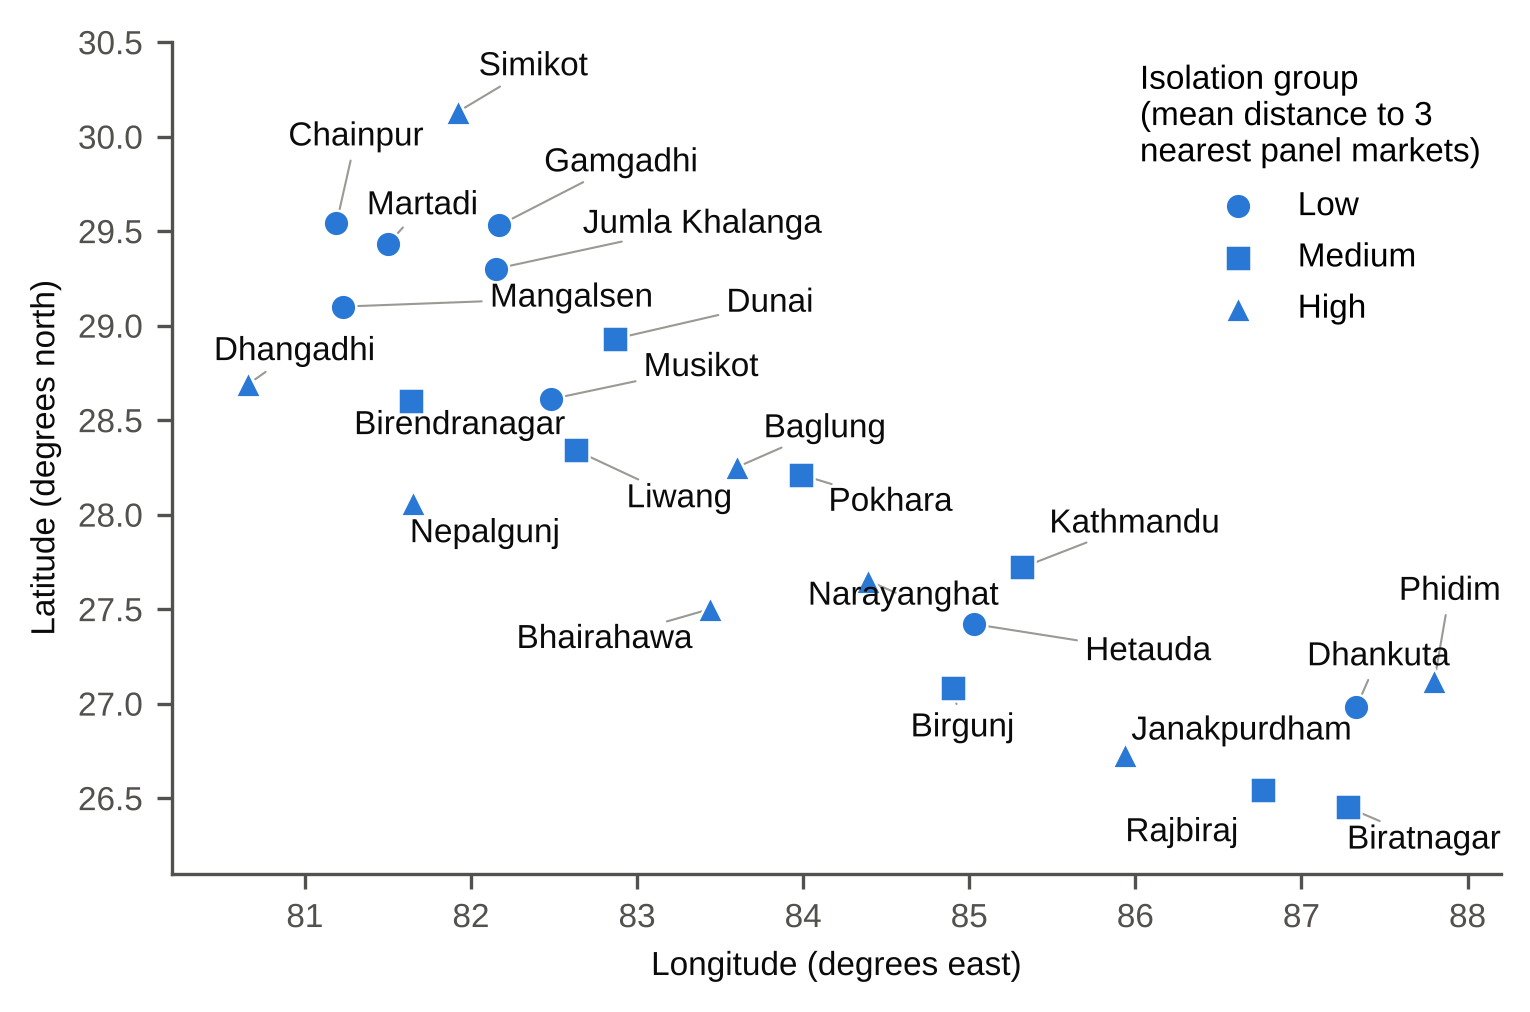 30.5
30.0
29.5
29.0
28.5
28.0
27.5
27.0
26.5
Latitude (degrees north)
81
82
83
84
85
86
87
88
Longitude (degrees east)
Isolation group
(mean distance to 3
nearest panel markets)
Low
Medium
High
Simikot
Chainpur
Gamgadhi
Martadi
Jumla Khalanga
Mangalsen
Dunai
Dhangadhi
Musikot
Birendranagar
Baglung
Liwang
Pokhara
Nepalgunj
Kathmandu
Narayanghat
Phidim
Bhairahawa
Hetauda
Dhankuta
Birgunj
Janakpurdham
Rajbiraj
Biratnagar